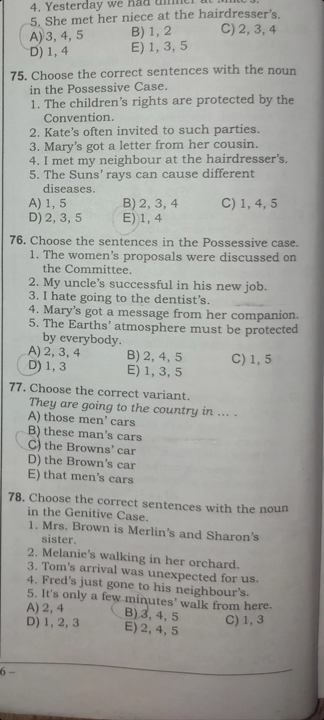 4. Yesterday we had dinner at Mike's.
5. She met her niece at the hairdresser's.
A) 3, 4, 5 B) 1, 2 C) 2, 3, 4
D) 1, 4 E) 1, 3, 5
75. Choose the correct sentences with the noun
in the Possessive Case.
1. The children's rights are protected by the
Convention.
2. Kate's often invited to such parties.
3. Mary's got a letter from her cousin.
4. I met my neighbour at the hairdresser's.
5. The Suns' rays can cause different
diseases.
A) 1, 5 B) 2, 3, 4 C) 1, 4, 5
D) 2, 3, 5 E) 1, 4
76. Choose the sentences in the Possessive case.
1. The women's proposals were discussed on
the Committee.
2. My uncle's successful in his new job.
3. I hate going to the dentist's.
4. Mary's got a message from her companion.
5. The Earths' atmosphere must be protected
by everybody.
A) 2, 3, 4 B) 2, 4, 5 C) 1, 5
D) 1, 3 E) 1, 3, 5
77. Choose the correct variant.
They are going to the country in ... .
A) those men' cars
B) these man's cars
C) the Browns' car
D) the Brown's car
E) that men's cars
78. Choose the correct sentences with the noun
in the Genitive Case.
1. Mrs. Brown is Merlin's and Sharon's
sister.
2. Melanie's walking in her orchard.
3. Tom's arrival was unexpected for us.
4. Fred's just gone to his neighbour's.
5. It's only a few minutes' walk from here.
A) 2, 4 B) 3, 4, 5 C) 1, 3
D) 1, 2, 3 E) 2, 4, 5
6 –